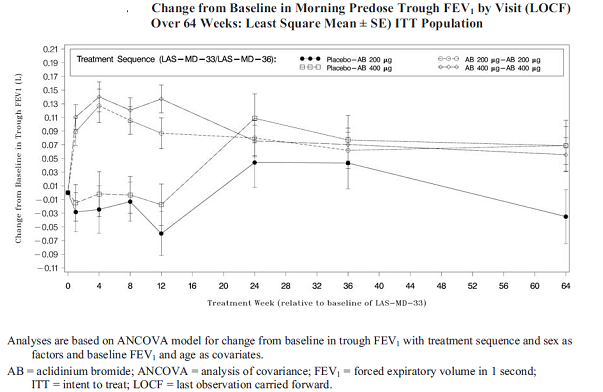 Change from Baseline in Morning Predose Trough FEV₁ by Visit (LOCF)
Over 64 Weeks: Least Square Mean ± SE) ITT Population
Treatment Sequence (LAS-MD-33/LAS-MD-36):
Placebo-AB 200 µg
AB 200 µg-AB 200 µg
Placebo-AB 400 µg
AB 400 µg-AB 400 µg
Change from Baseline in Trough FEV1 (L)
0.21
0.19
0.17
0.15
0.13
0.11
0.09
0.07
0.05
0.03
0.01
-0.01
-0.03
-0.05
-0.07
-0.09
-0.11
0 4 8 12 16 20 24 28 32 36 40 44 48 52 56 60 64
Treatment Week (relative to baseline of LAS-MD-33)
Analyses are based on ANCOVA model for change from baseline in trough FEV₁ with treatment sequence and sex as
factors and baseline FEV₁ and age as covariates.
AB = aclidinium bromide; ANCOVA = analysis of covariance; FEV₁ = forced expiratory volume in 1 second;
ITT = intent to treat; LOCF = last observation carried forward.